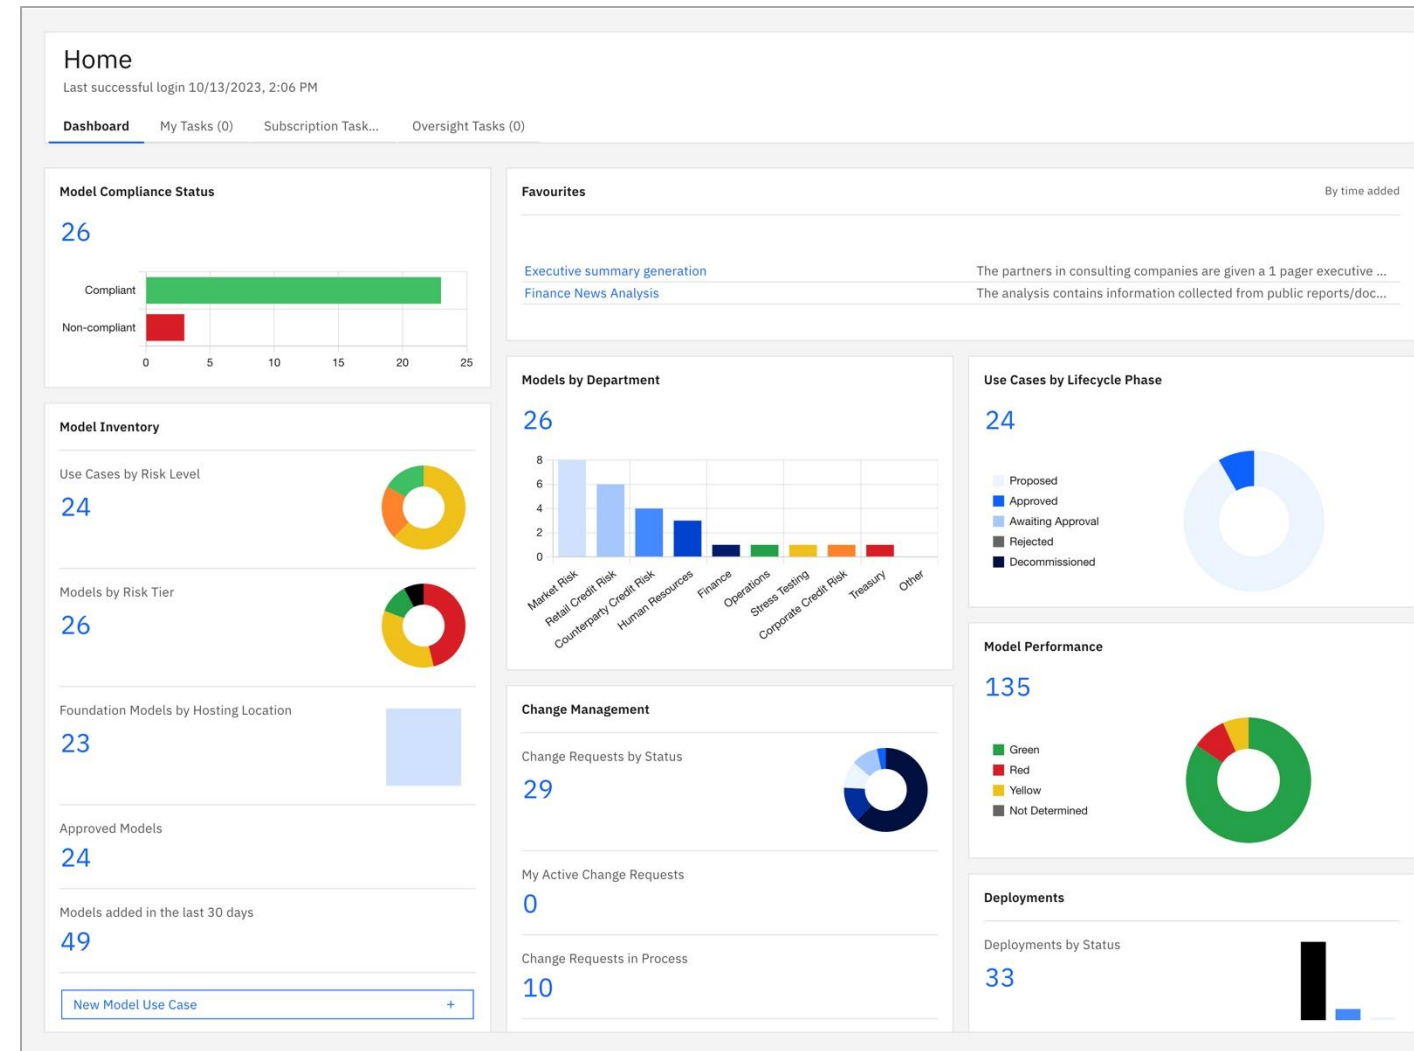 Home
Last successful login 10/13/2023, 2:06 PM
Dashboard My Tasks (0) Subscription Task... Oversight Tasks (0)
Model Compliance Status
26
Compliant
Non-compliant
0 5 10 15 20 25
Favourites By time added
Executive summary generation The partners in consulting companies are given a 1 pager executive ...
Finance News Analysis The analysis contains information collected from public reports/doc...
Model Inventory
Use Cases by Risk Level
24
Models by Risk Tier
26
Foundation Models by Hosting Location
23
Approved Models
24
Models added in the last 30 days
49
New Model Use Case +
Models by Department
26
8
6
4
2
0
Market Risk
Retail Credit Risk
Counterparty Credit Risk
Human Resources
Finance
Operations
Stress Testing
Corporate Credit Risk
Treasury
Other
Change Management
Change Requests by Status
29
My Active Change Requests
0
Change Requests in Process
10
Use Cases by Lifecycle Phase
24
Proposed
Approved
Awaiting Approval
Rejected
Decommissioned
Model Performance
135
Green
Red
Yellow
Not Determined
Deployments
Deployments by Status
33